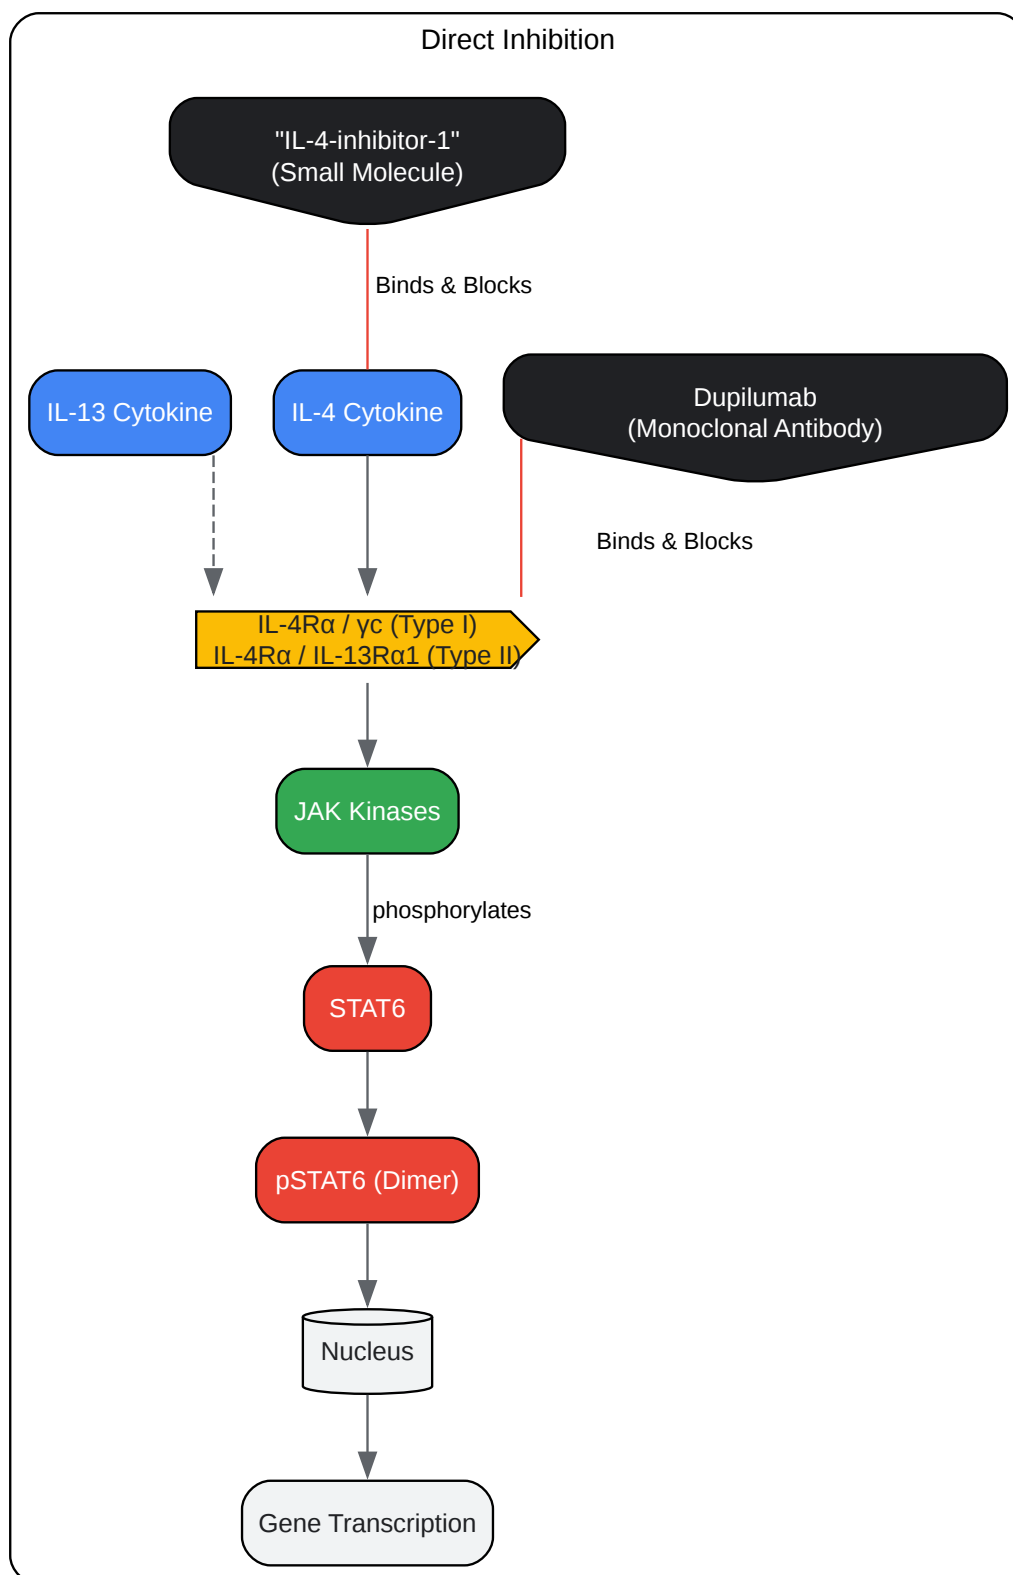 Direct Inhibition
"IL-4-inhibitor-1"
(Small Molecule)
Binds & Blocks
IL-13 Cytokine
IL-4 Cytokine
Dupilumab
(Monoclonal Antibody)
Binds & Blocks
IL-4Rα / γc (Type I)
IL-4Rα / IL-13Rα1 (Type II)
JAK Kinases
phosphorylates
STAT6
pSTAT6 (Dimer)
Nucleus
Gene Transcription